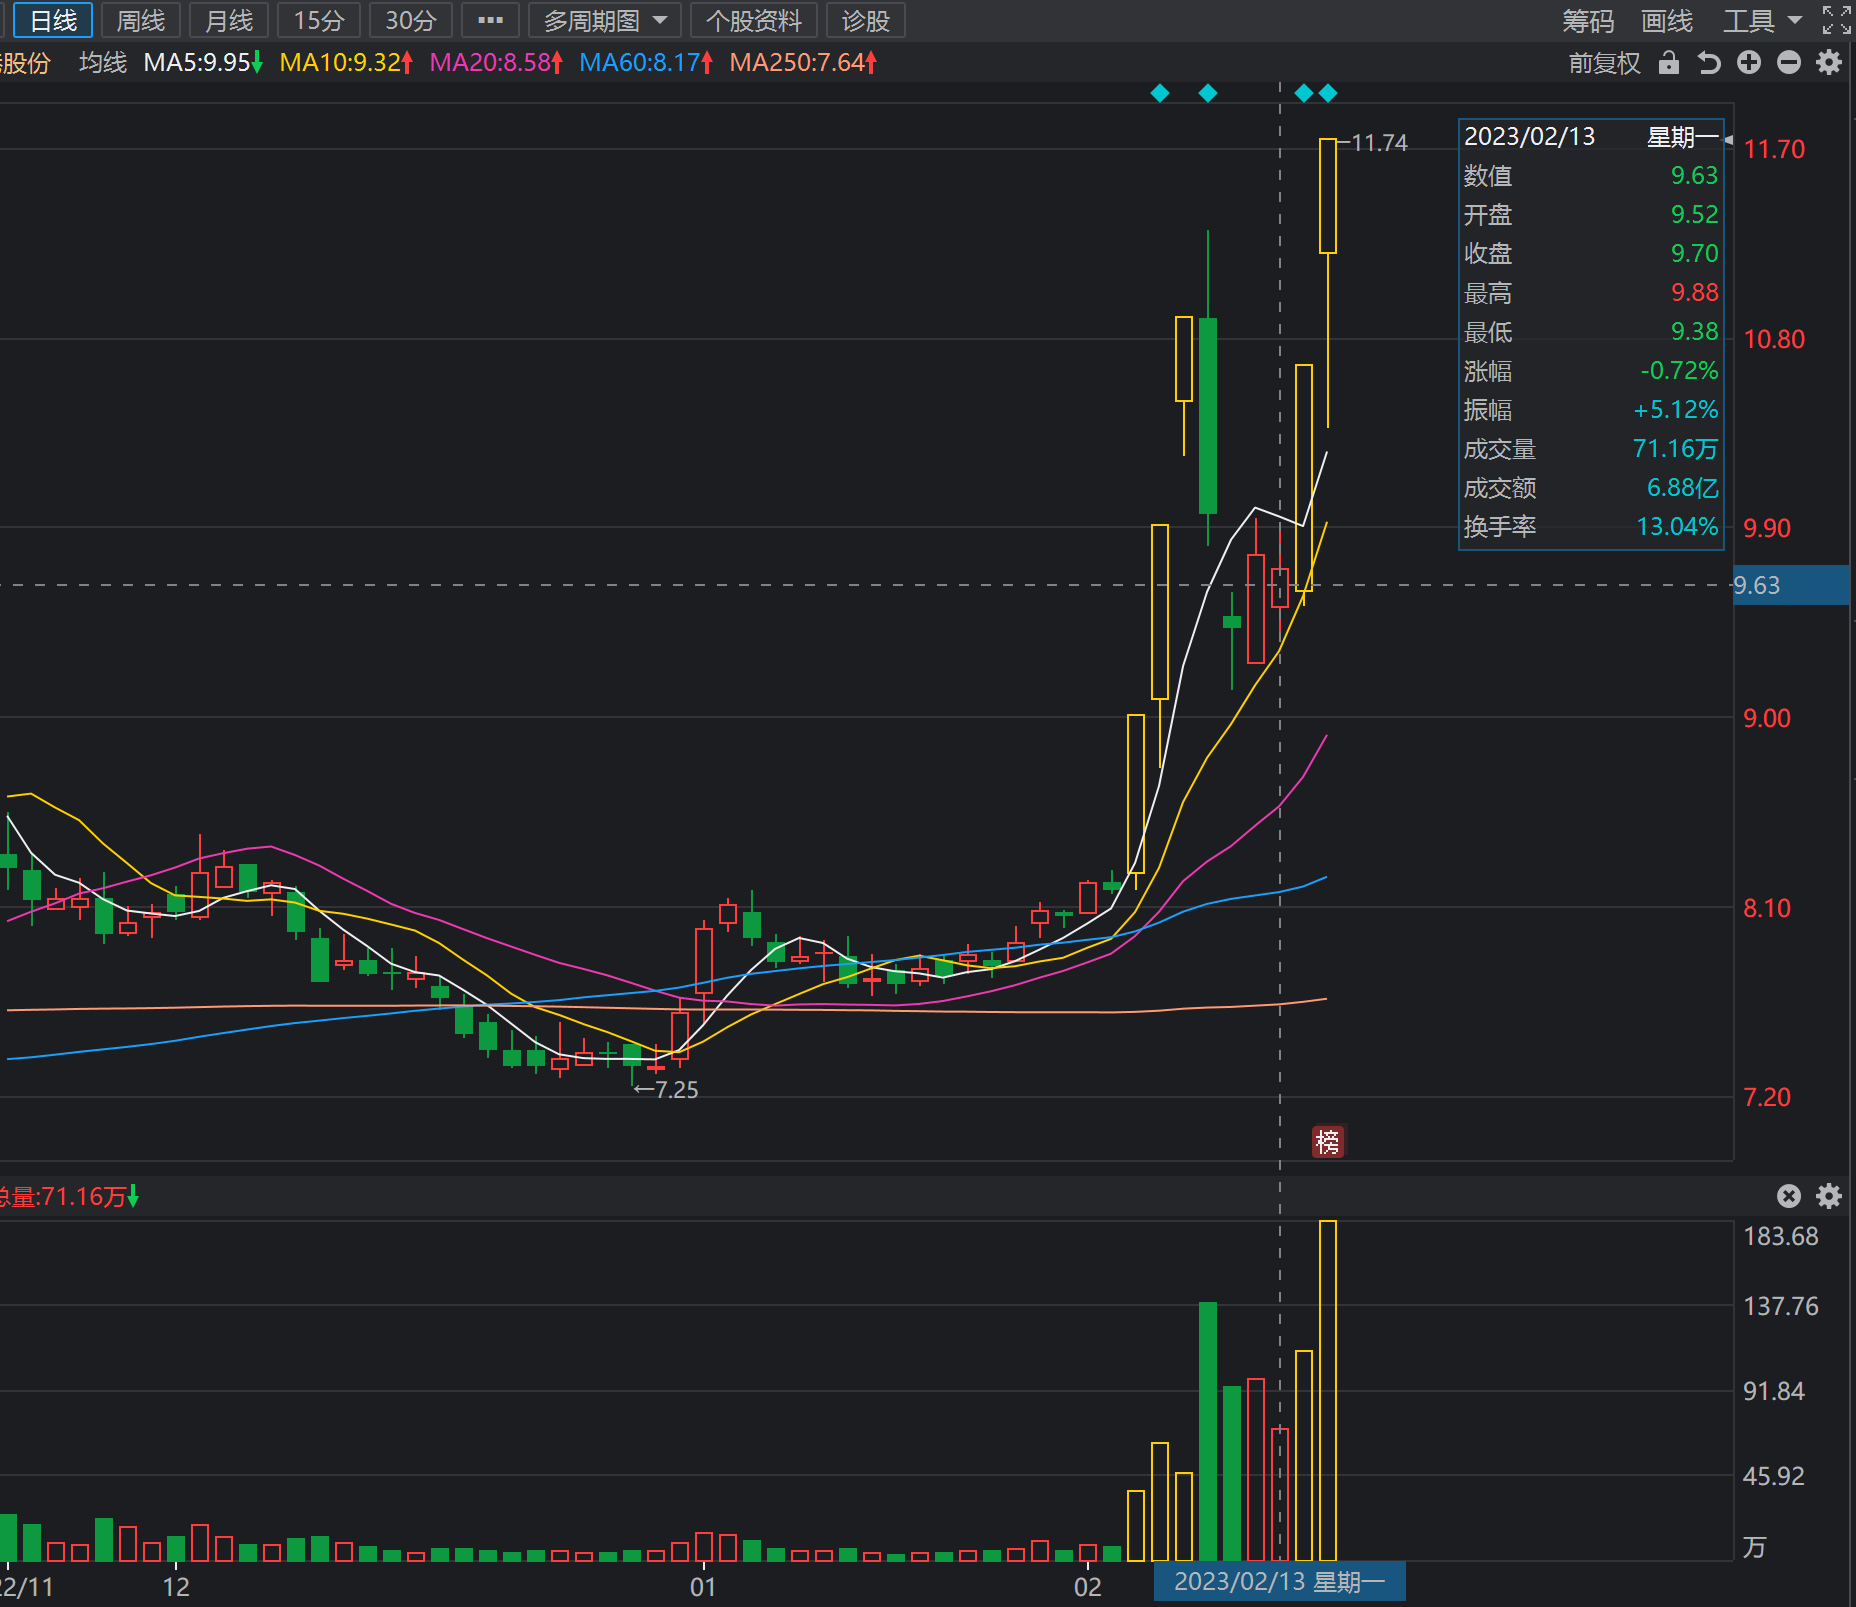 日线 周线 月线 15分 30分 ··· 多周期图 个股资料 诊股 筹码 画线 工具
股份 均线 MA5:9.95↓ MA10:9.32↑ MA20:8.58↑ MA60:8.17↑ MA250:7.64↑ 前复权
11.74
2023/02/13 星期一
数值 9.63
开盘 9.52
收盘 9.70
最高 9.88
最低 9.38
涨幅 -0.72%
振幅 +5.12%
成交量 71.16万
成交额 6.88亿
换手率 13.04%
11.70
10.80
9.90
9.63
9.00
8.10
7.20
←7.25
榜
总量:71.16万↓
183.68
137.76
91.84
45.92
万
22/11 12 01 02 2023/02/13 星期一